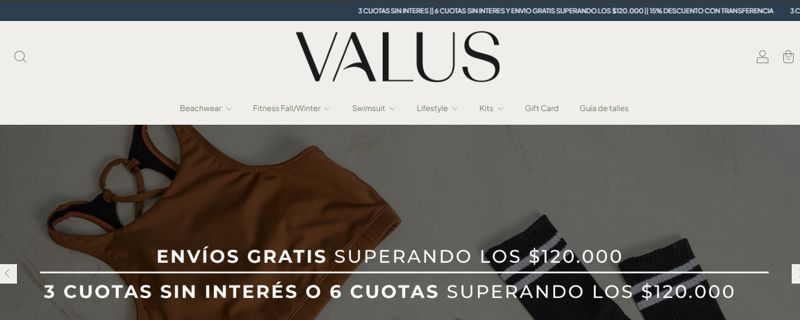 3 CUOTAS SIN INTERES || 6 CUOTAS SIN INTERES Y ENVIO GRATIS SUPERANDO LOS $120.000 || 15% DESCUENTO CON TRANSFERENCIA 3 C
VALUS
0
Beachwear Fitness Fall/Winter Swimsuit Lifestyle Kits Gift Card Guía de talles
ENVÍOS GRATIS SUPERANDO LOS $120.000
3 CUOTAS SIN INTERÉS O 6 CUOTAS SUPERANDO LOS $120.000